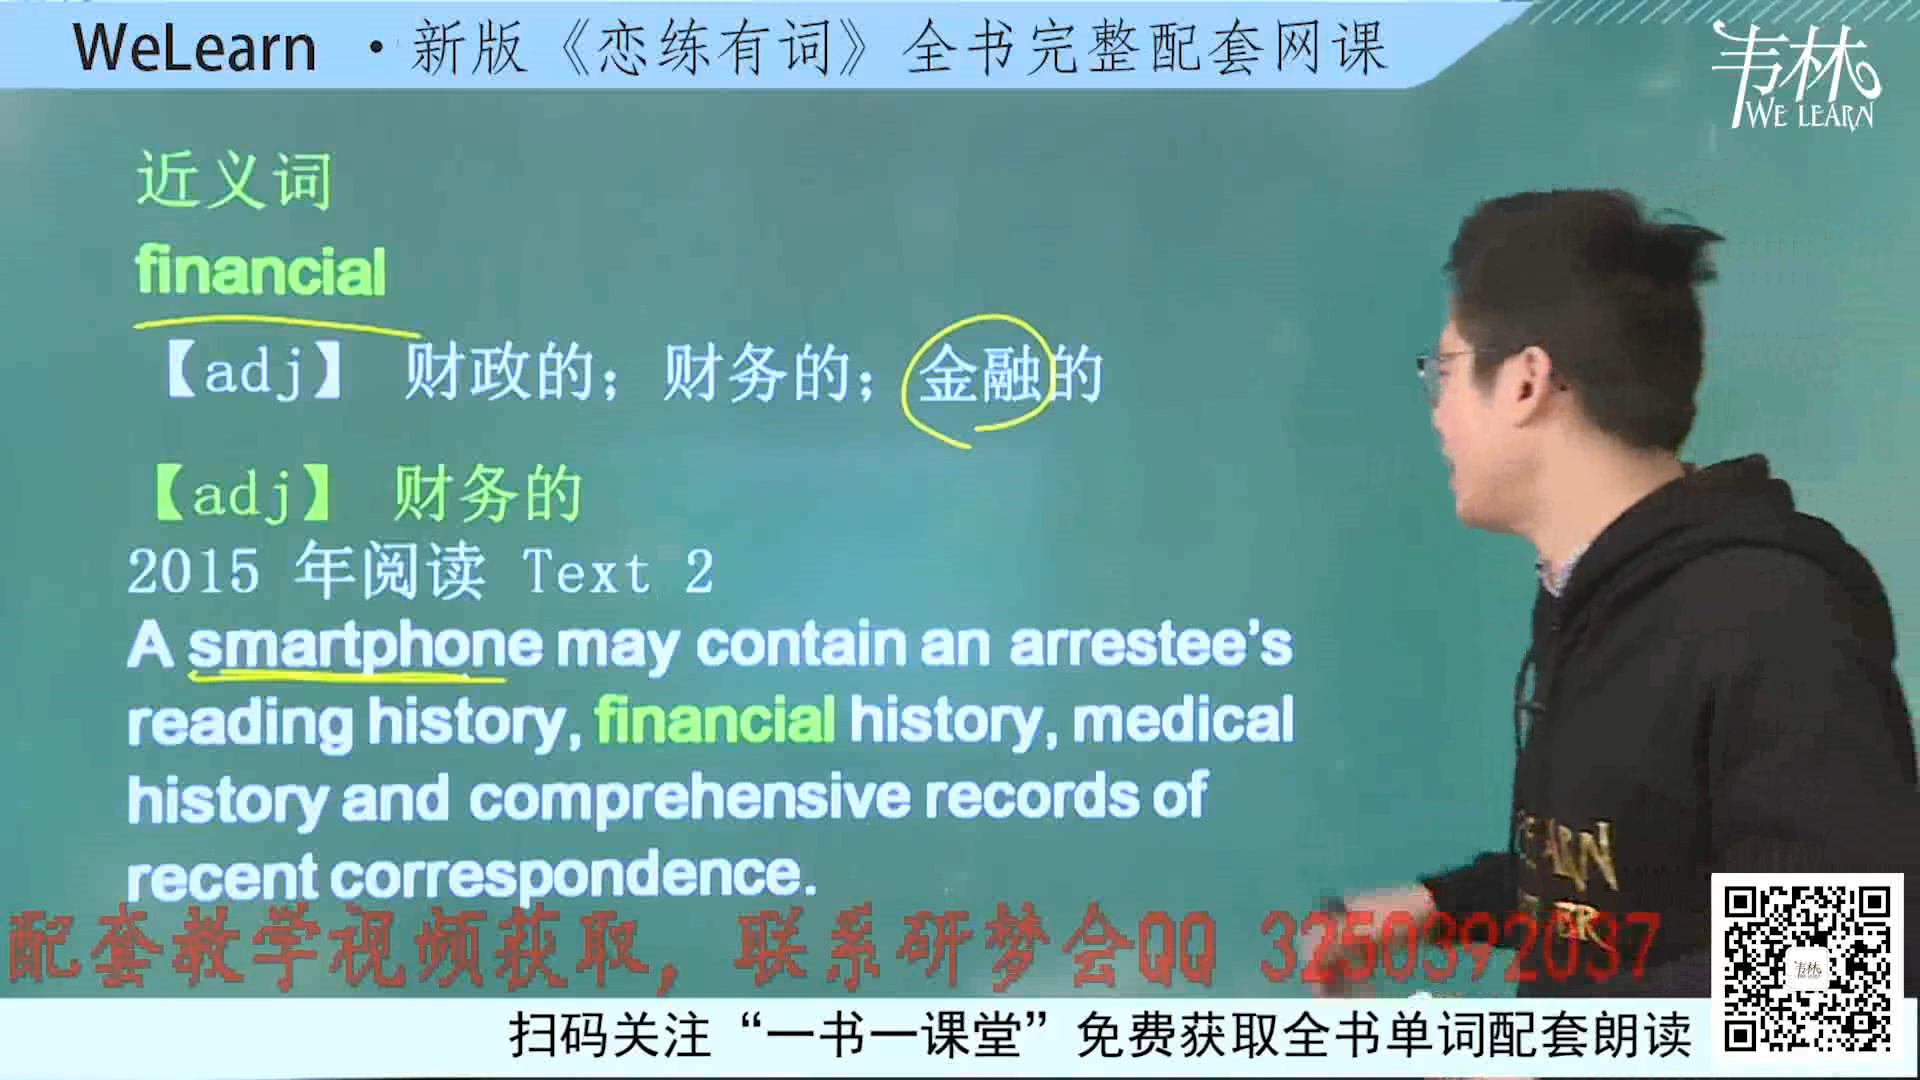 WeLearn ·新版《恋练有词》全书完整配套网课
韦林
WE LEARN
近义词
financial
【adj】 财政的；财务的；金融的
【adj】 财务的
2015 年阅读 Text 2
A smartphone may contain an arrestee’s
reading history, financial history, medical
history and comprehensive records of
recent correspondence.
配套教学视频获取，联系研梦会QQ 3250392037
扫码关注“一书一课堂”免费获取全书单词配套朗读
韦林